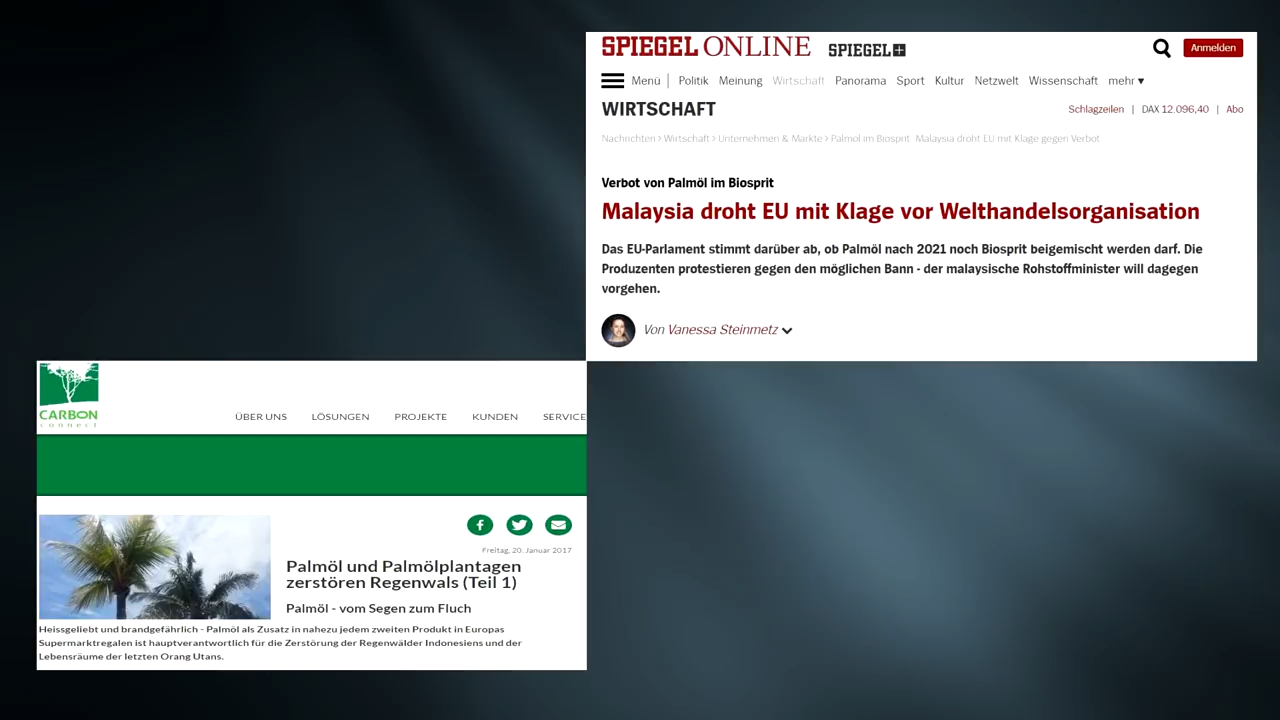 SPIEGEL ONLINE SPIEGEL+
Anmelden
Menü | Politik Meinung Wirtschaft Panorama Sport Kultur Netzwelt Wissenschaft mehr ▾
WIRTSCHAFT
Schlagzeilen | DAX 12.096,40 | Abo
Nachrichten > Wirtschaft > Unternehmen & Märkte > Palmöl im Biosprit Malaysia droht EU mit Klage gegen Verbot
Verbot von Palmöl im Biosprit
Malaysia droht EU mit Klage vor Welthandelsorganisation
Das EU-Parlament stimmt darüber ab, ob Palmöl nach 2021 noch Biosprit beigemischt werden darf. Die
Produzenten protestieren gegen den möglichen Bann - der malaysische Rohstoffminister will dagegen
vorgehen.
Von Vanessa Steinmetz
CARBON
connect
ÜBER UNS LÖSUNGEN PROJEKTE KUNDEN SERVICE
Freitag, 20. Januar 2017
Palmöl und Palmölplantagen
zerstören Regenwals (Teil 1)
Palmöl - vom Segen zum Fluch
Heissgeliebt und brandgefährlich - Palmöl als Zusatz in nahezu jedem zweiten Produkt in Europas
Supermarktregalen ist hauptverantwortlich für die Zerstörung der Regenwälder Indonesiens und der
Lebensräume der letzten Orang Utans.